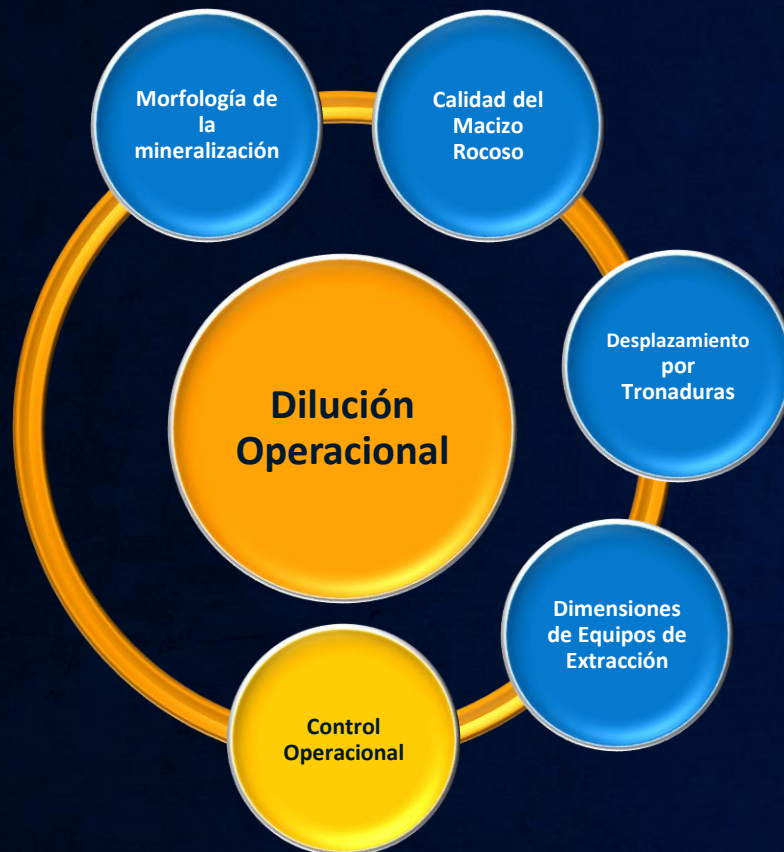 Morfología de
la
mineralización
Calidad del
Macizo
Rocoso
Desplazamiento
por
Tronaduras
Dilución
Operacional
Dimensiones
de Equipos de
Extracción
Control
Operacional